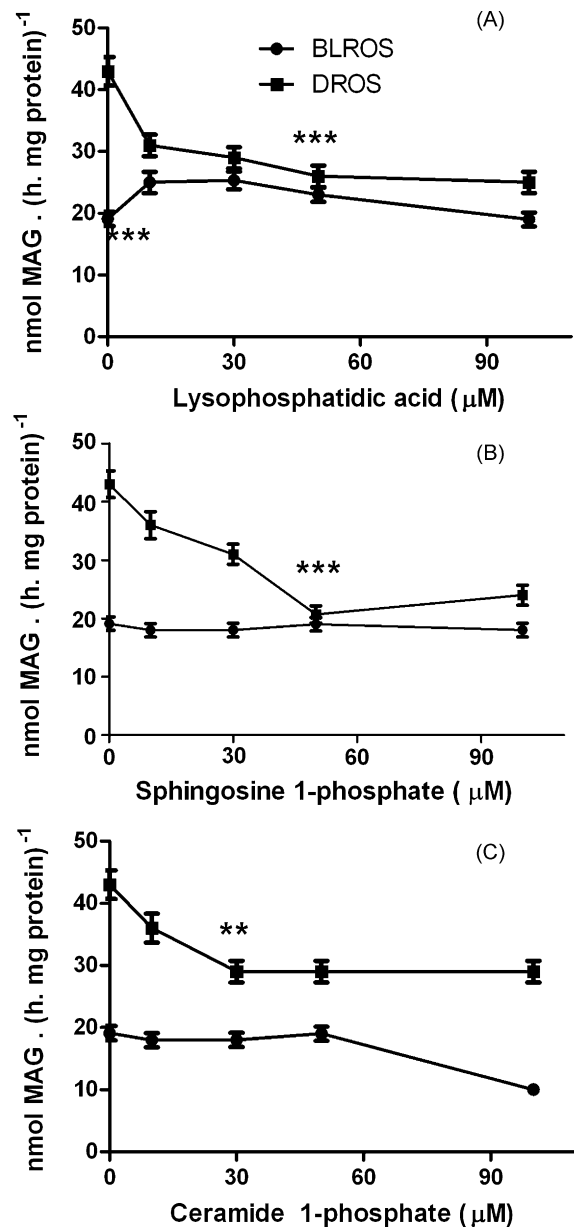 (A)
BLROS
DROS
50
40
30
20
10
0
***
***
0 30 60 90
nmol MAG . (h. mg protein)-1
Lysophosphatidic acid (μM)
(B)
50
40
30
20
10
0
***
0 30 60 90
nmol MAG . (h. mg protein)-1
Sphingosine 1-phosphate ( μM)
(C)
50
40
30
20
10
0
**
0 30 60 90
nmol MAG . (h. mg protein)-1
Ceramide 1-phosphate (μM)